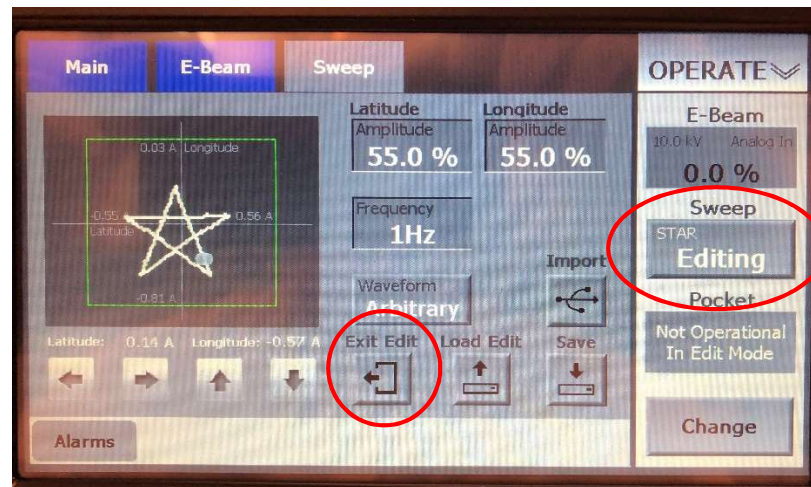 Main
E-Beam
Sweep
OPERATE
Latitude
Amplitude
55.0 %
Longitude
Amplitude
55.0 %
Frequency
1Hz
Waveform
Arbitrary
Import
0.03 A Longitude
-0.55
Latitude
0.56 A
-0.81 A
Latitude: 0.14 A Longitude: -0.57 A
Exit Edit
Load Edit
Save
Alarms
E-Beam
10.0 kV Analog In
0.0 %
Sweep
STAR
Editing
Pocket
Not Operational
In Edit Mode
Change